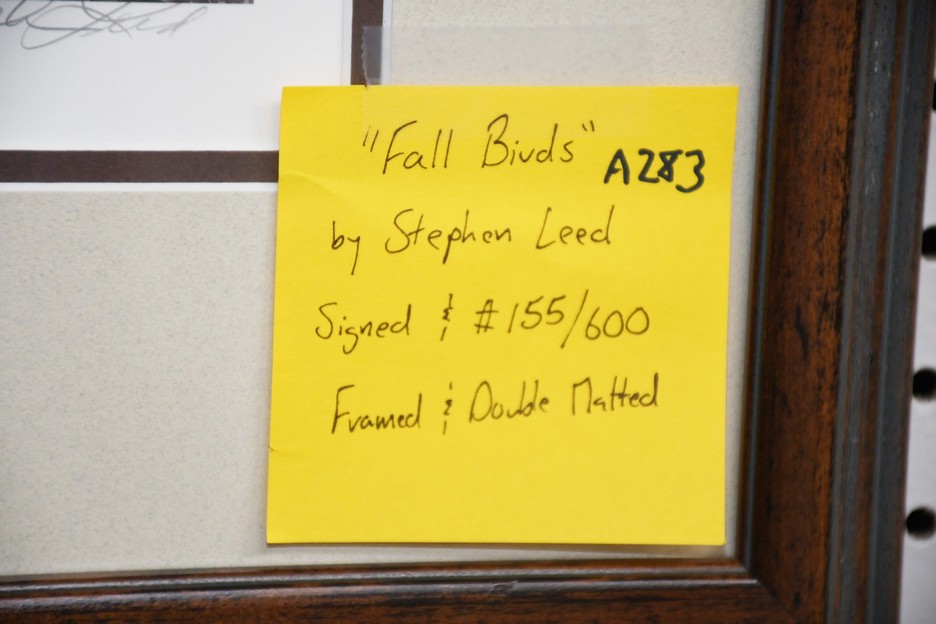 "Fall Birds" A283
by Stephen Leed
Signed & #155/600
Framed & Double Matted